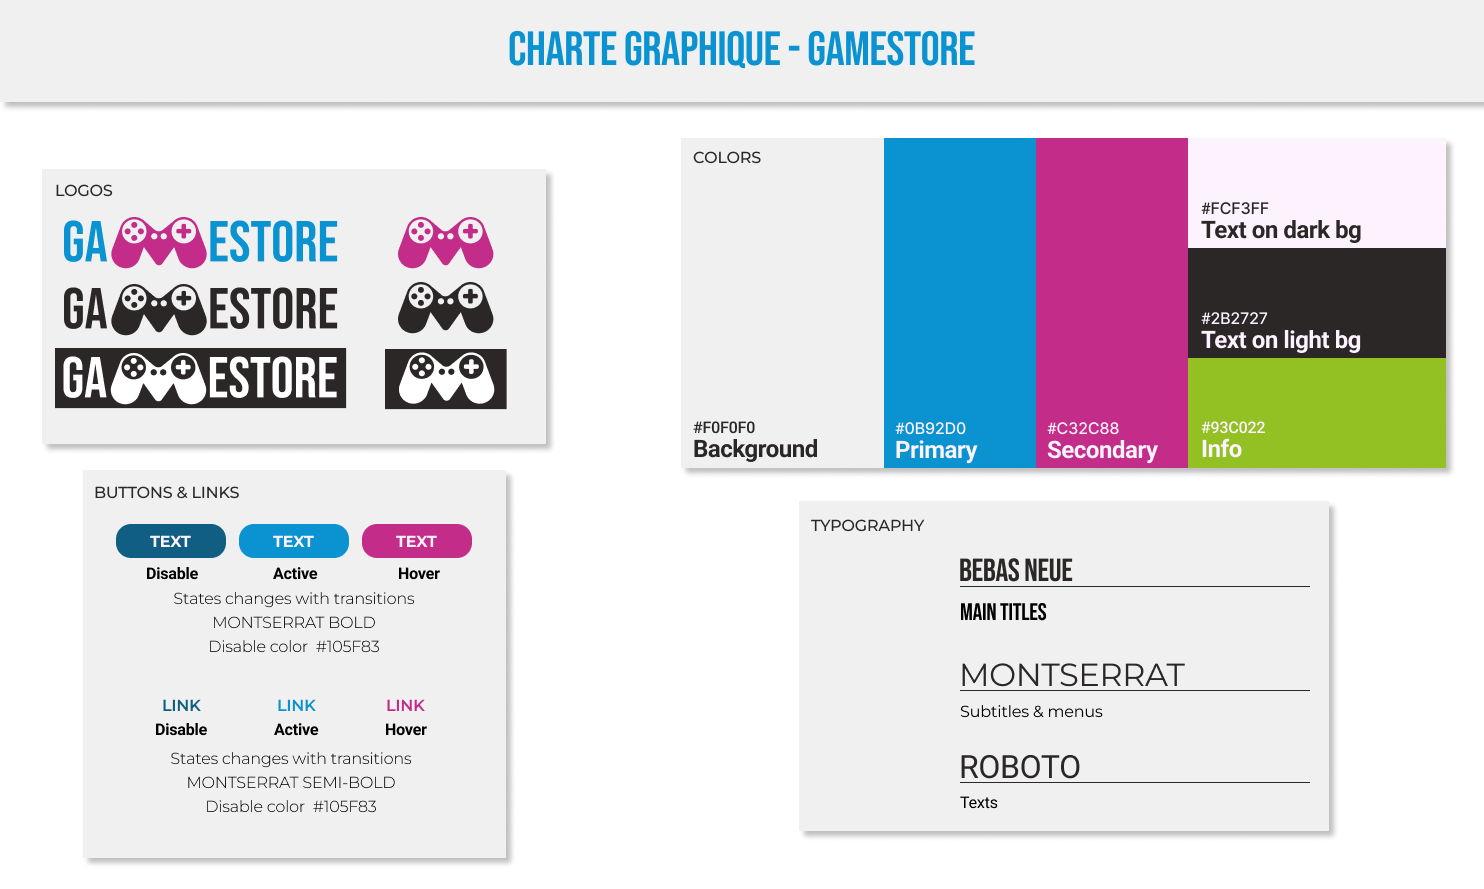 CHARTE GRAPHIQUE - GAMESTORE
LOGOS
GA ESTORE
GA ESTORE
GA ESTORE
COLORS
#F0F0F0
Background
#0B92D0
Primary
#C32C88
Secondary
#FCF3FF
Text on dark bg
#2B2727
Text on light bg
#93C022
Info
BUTTONS & LINKS
TEXT TEXT TEXT
Disable Active Hover
States changes with transitions
MONTSERRAT BOLD
Disable color #105F83
LINK LINK LINK
Disable Active Hover
States changes with transitions
MONTSERRAT SEMI-BOLD
Disable color #105F83
TYPOGRAPHY
BEBAS NEUE
MAIN TITLES
MONTSERRAT
Subtitles & menus
ROBOTO
Texts